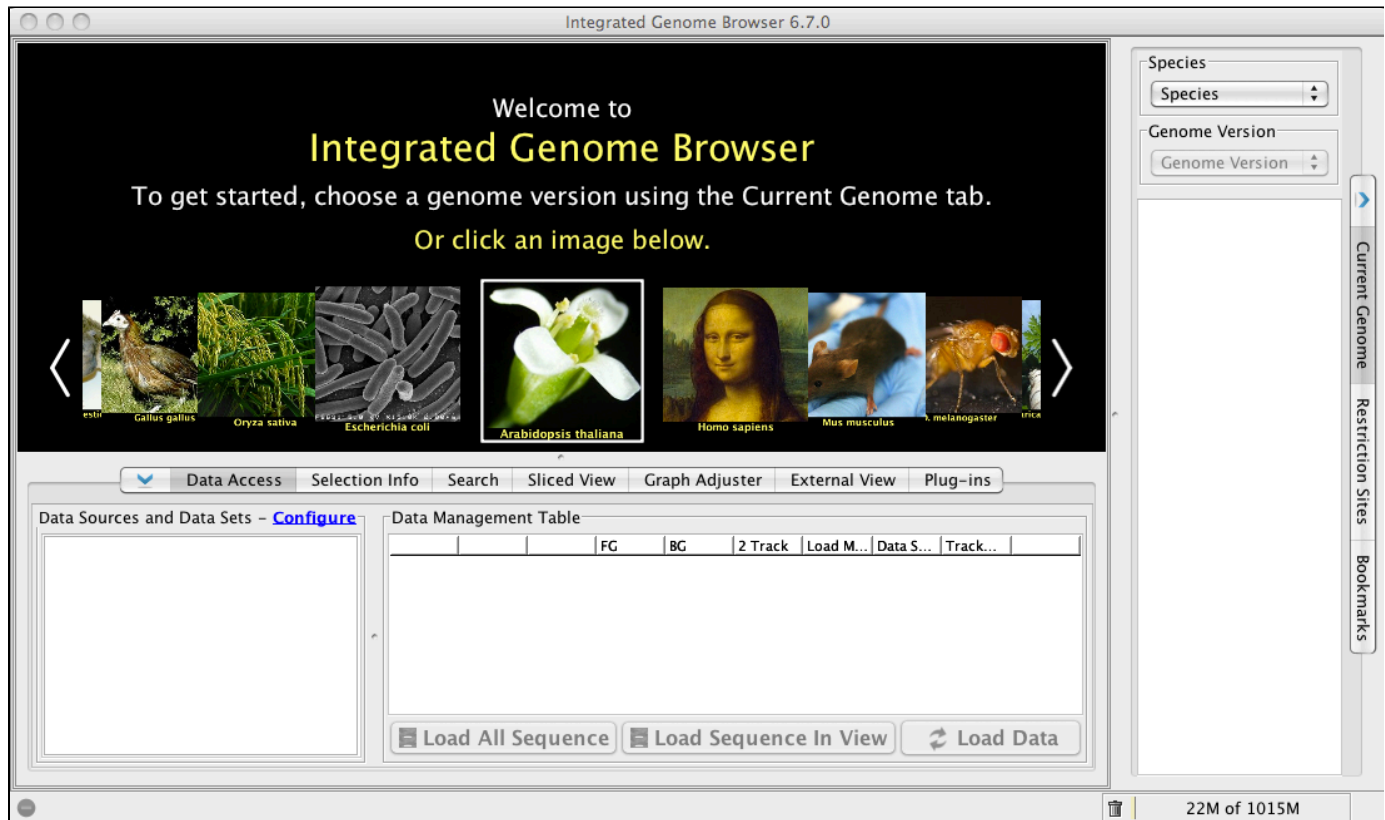 Integrated Genome Browser 6.7.0
Welcome to
Integrated Genome Browser
To get started, choose a genome version using the Current Genome tab.
Or click an image below.
Gallus gallus
Oryza sativa
Escherichia coli
Arabidopsis thaliana
Homo sapiens
Mus musculus
melanogaster
Species
Species
Genome Version
Genome Version
Current Genome
Restriction Sites
Bookmarks
Data Access Selection Info Search Sliced View Graph Adjuster External View Plug-ins
Data Sources and Data Sets - Configure
Data Management Table
FG BG 2 Track Load M... Data S... Track...
Load All Sequence Load Sequence In View Load Data
22M of 1015M